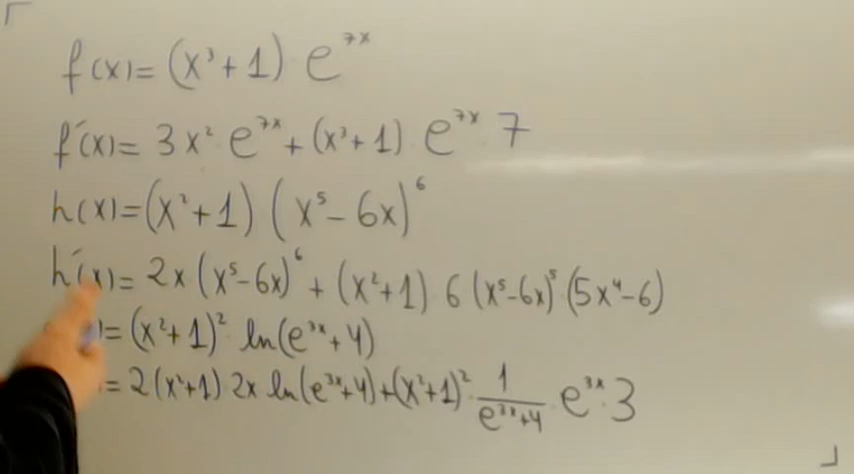 f(x)= (x³+1) e^{7x}
f´(x)= 3x² e^{7x} + (x³+1) e^{7x} 7
h(x)=(x²+1) (x⁵-6x)⁶
h´(x)= 2x (x⁵-6x)⁶ + (x²+1) 6 (x⁵-6x)⁵ (5x⁴-6)
)= (x²+1)² ln(e^{3x}+4)
= 2(x²+1) 2x ln(e^{3x}+4)+(x²+1)² \frac{1}{e^{3x}+4} e^{3x}·3